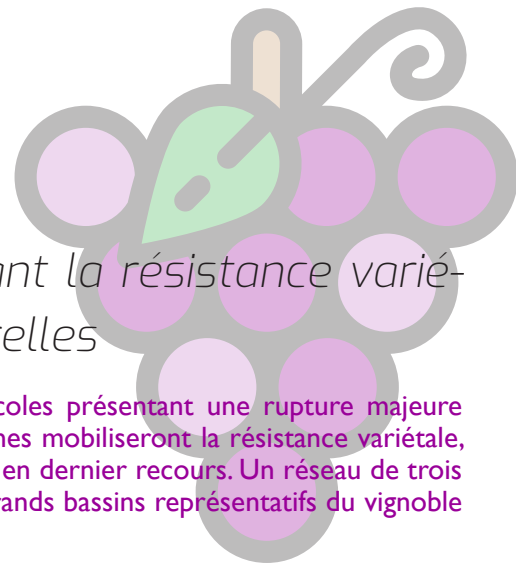 ant la résistance varié-
elles
coles présentant une rupture majeure
nes mobiliseront la résistance variétale,
en dernier recours. Un réseau de trois
rands bassins représentatifs du vignoble